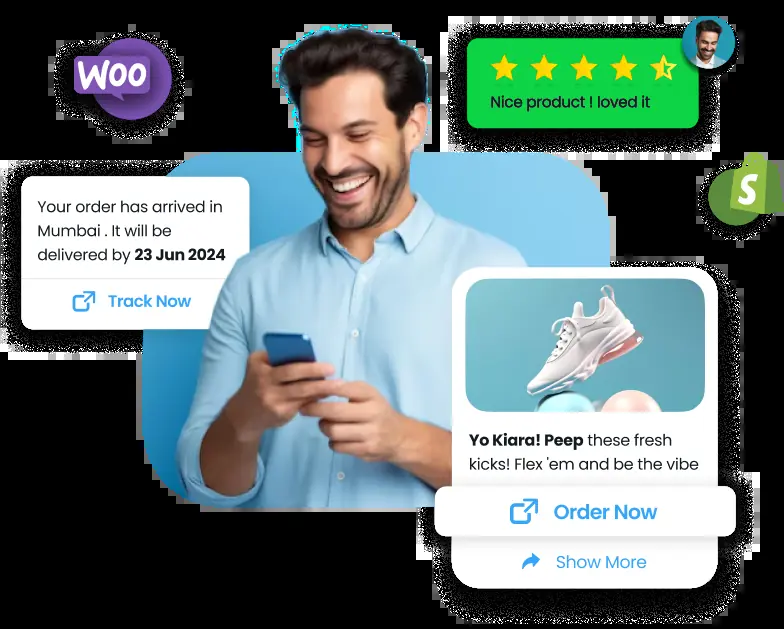 Woo
Nice product ! loved it
S
Your order has arrived in
Mumbai . It will be
delivered by 23 Jun 2024
Track Now
Yo Kiara! Peep these fresh
kicks! Flex 'em and be the vibe
Order Now
Show More